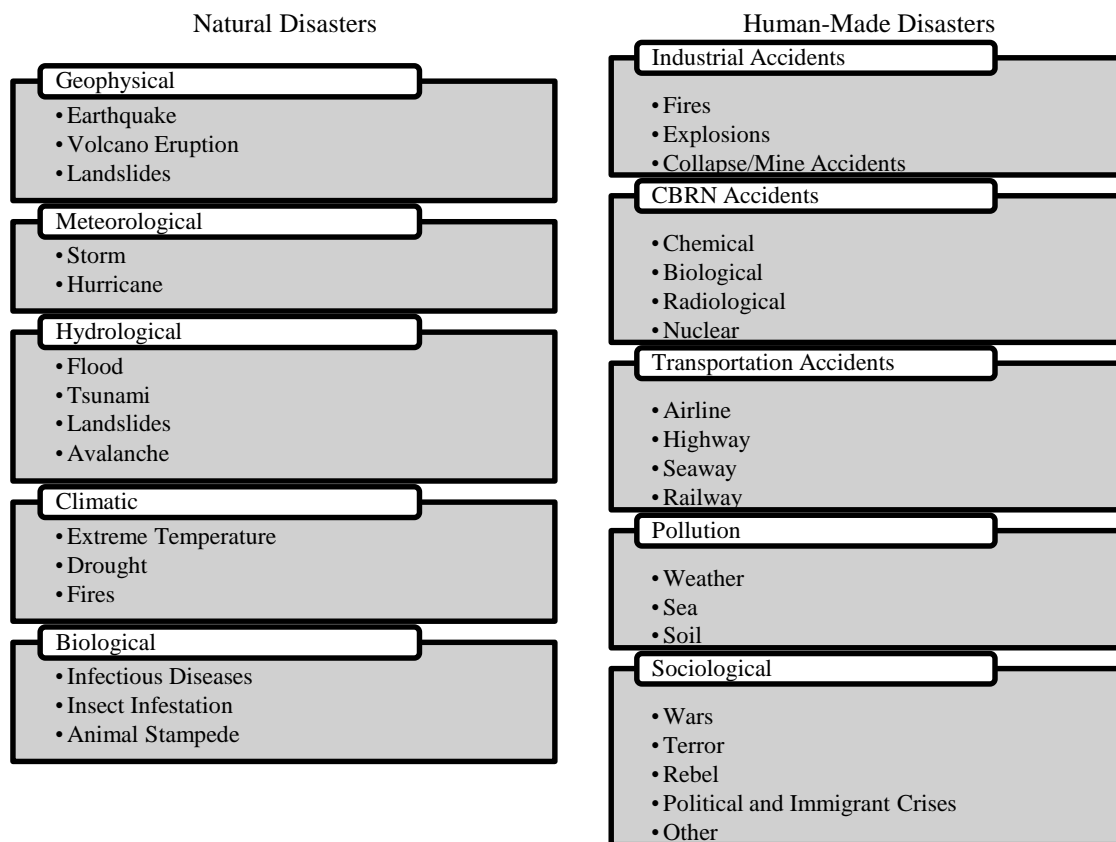 Natural Disasters
Geophysical
• Earthquake
• Volcano Eruption
• Landslides
Meteorological
• Storm
• Hurricane
Hydrological
• Flood
• Tsunami
• Landslides
• Avalanche
Climatic
• Extreme Temperature
• Drought
• Fires
Biological
• Infectious Diseases
• Insect Infestation
• Animal Stampede
Human-Made Disasters
Industrial Accidents
• Fires
• Explosions
• Collapse/Mine Accidents
CBRN Accidents
• Chemical
• Biological
• Radiological
• Nuclear
Transportation Accidents
• Airline
• Highway
• Seaway
• Railway
Pollution
• Weather
• Sea
• Soil
Sociological
• Wars
• Terror
• Rebel
• Political and Immigrant Crises
• Other